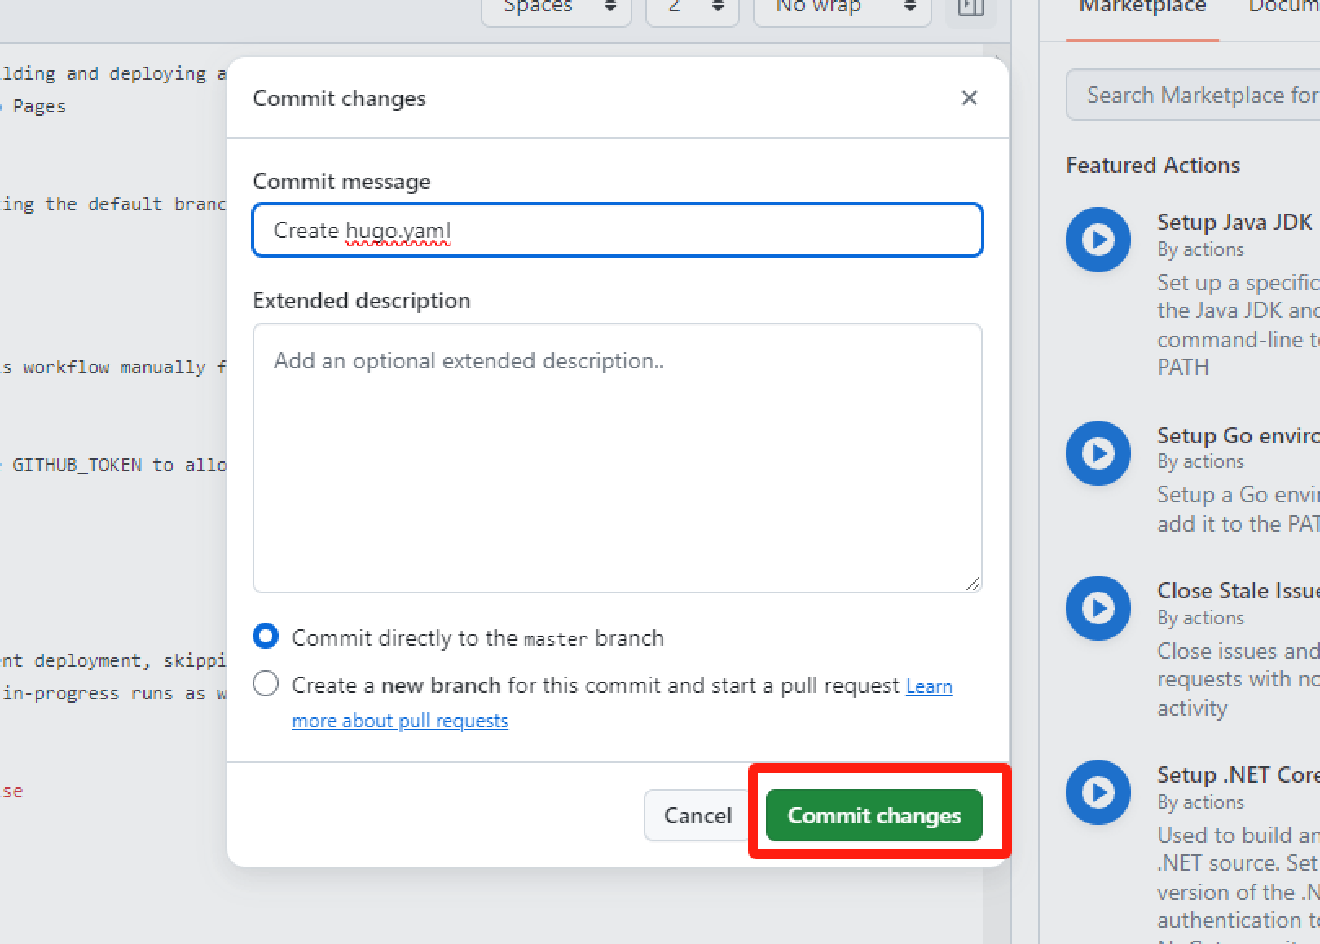 Spaces 2 No wrap
Marketplace
lding and deploying a
Pages
ing the default branc
s workflow manually f
GITHUB_TOKEN to allo
nt deployment, skippi
in-progress runs as w
se
Commit changes
Commit message
Create hugo.yaml
Extended description
Add an optional extended description..
Commit directly to the master branch
Create a new branch for this commit and start a pull request Learn
more about pull requests
Cancel Commit changes
Search Marketplace for
Featured Actions
Setup Java JDK
By actions
Set up a specific
the Java JDK and
command-line to
PATH
Setup Go enviro
By actions
Setup a Go envi
add it to the PAT
Close Stale Issue
By actions
Close issues and
requests with no
activity
Setup .NET Core
By actions
Used to build an
.NET source. Set
version of the .N
authentication to